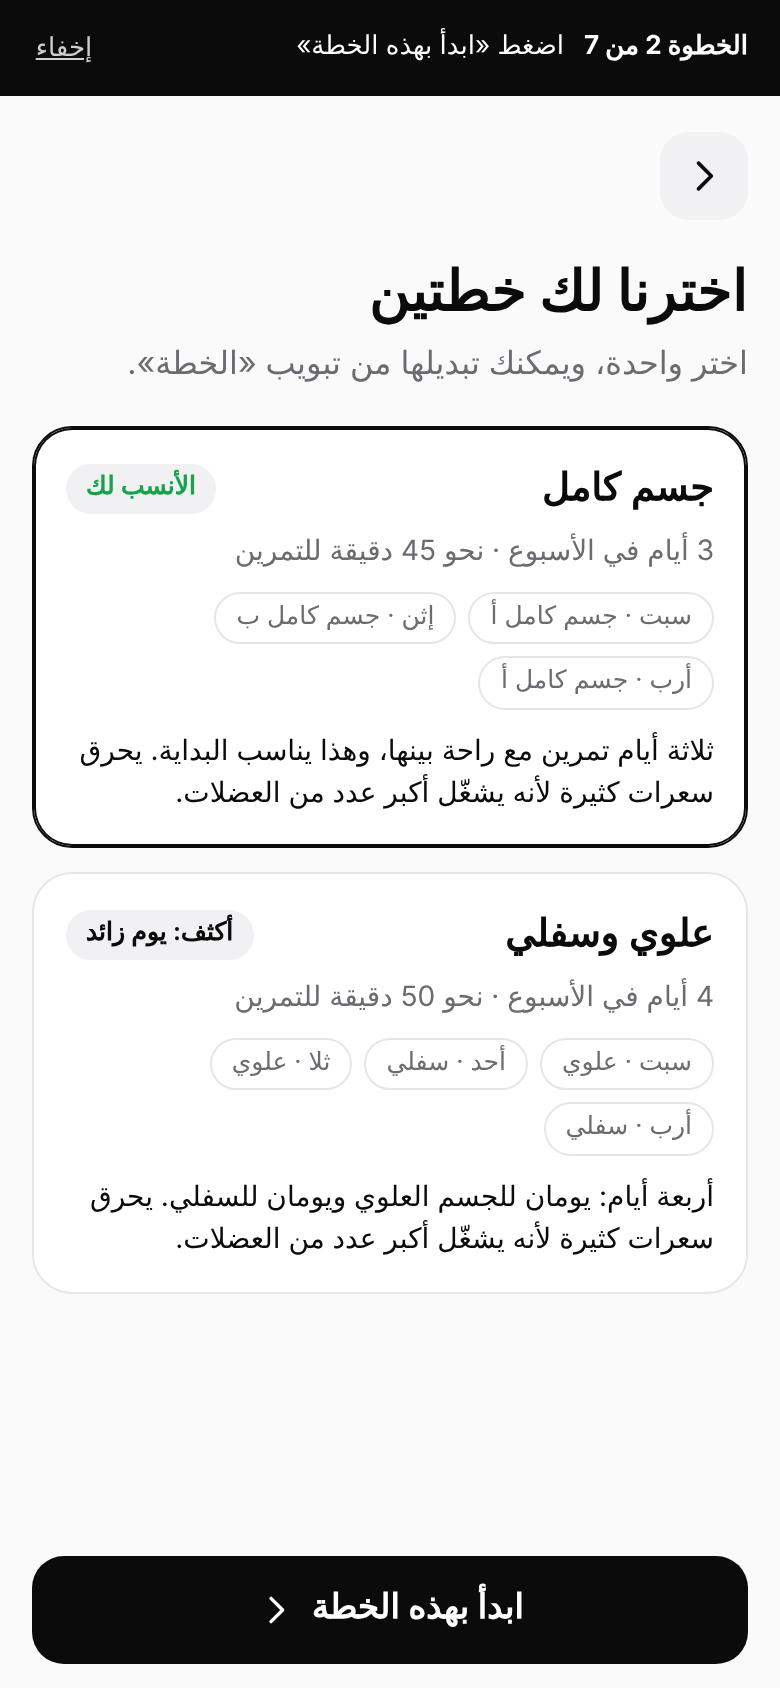 الخطوة 2 من 7 اضغط «ابدأ بهذه الخطة» إخفاء
اخترنا لك خطتين
اختر واحدة، ويمكنك تبديلها من تبويب «الخطة».
جسم كامل الأنسب لك
3 أيام في الأسبوع · نحو 45 دقيقة للتمرين
سبت · جسم كامل أ إثن · جسم كامل ب
أرب · جسم كامل أ
ثلاثة أيام تمرين مع راحة بينها، وهذا يناسب البداية. يحرق
سعرات كثيرة لأنه يشغّل أكبر عدد من العضلات.
علوي وسفلي أكثف: يوم زائد
4 أيام في الأسبوع · نحو 50 دقيقة للتمرين
سبت · علوي أحد · سفلي ثلا · علوي
أرب · سفلي
أربعة أيام: يومان للجسم العلوي ويومان للسفلي. يحرق
سعرات كثيرة لأنه يشغّل أكبر عدد من العضلات.
ابدأ بهذه الخطة